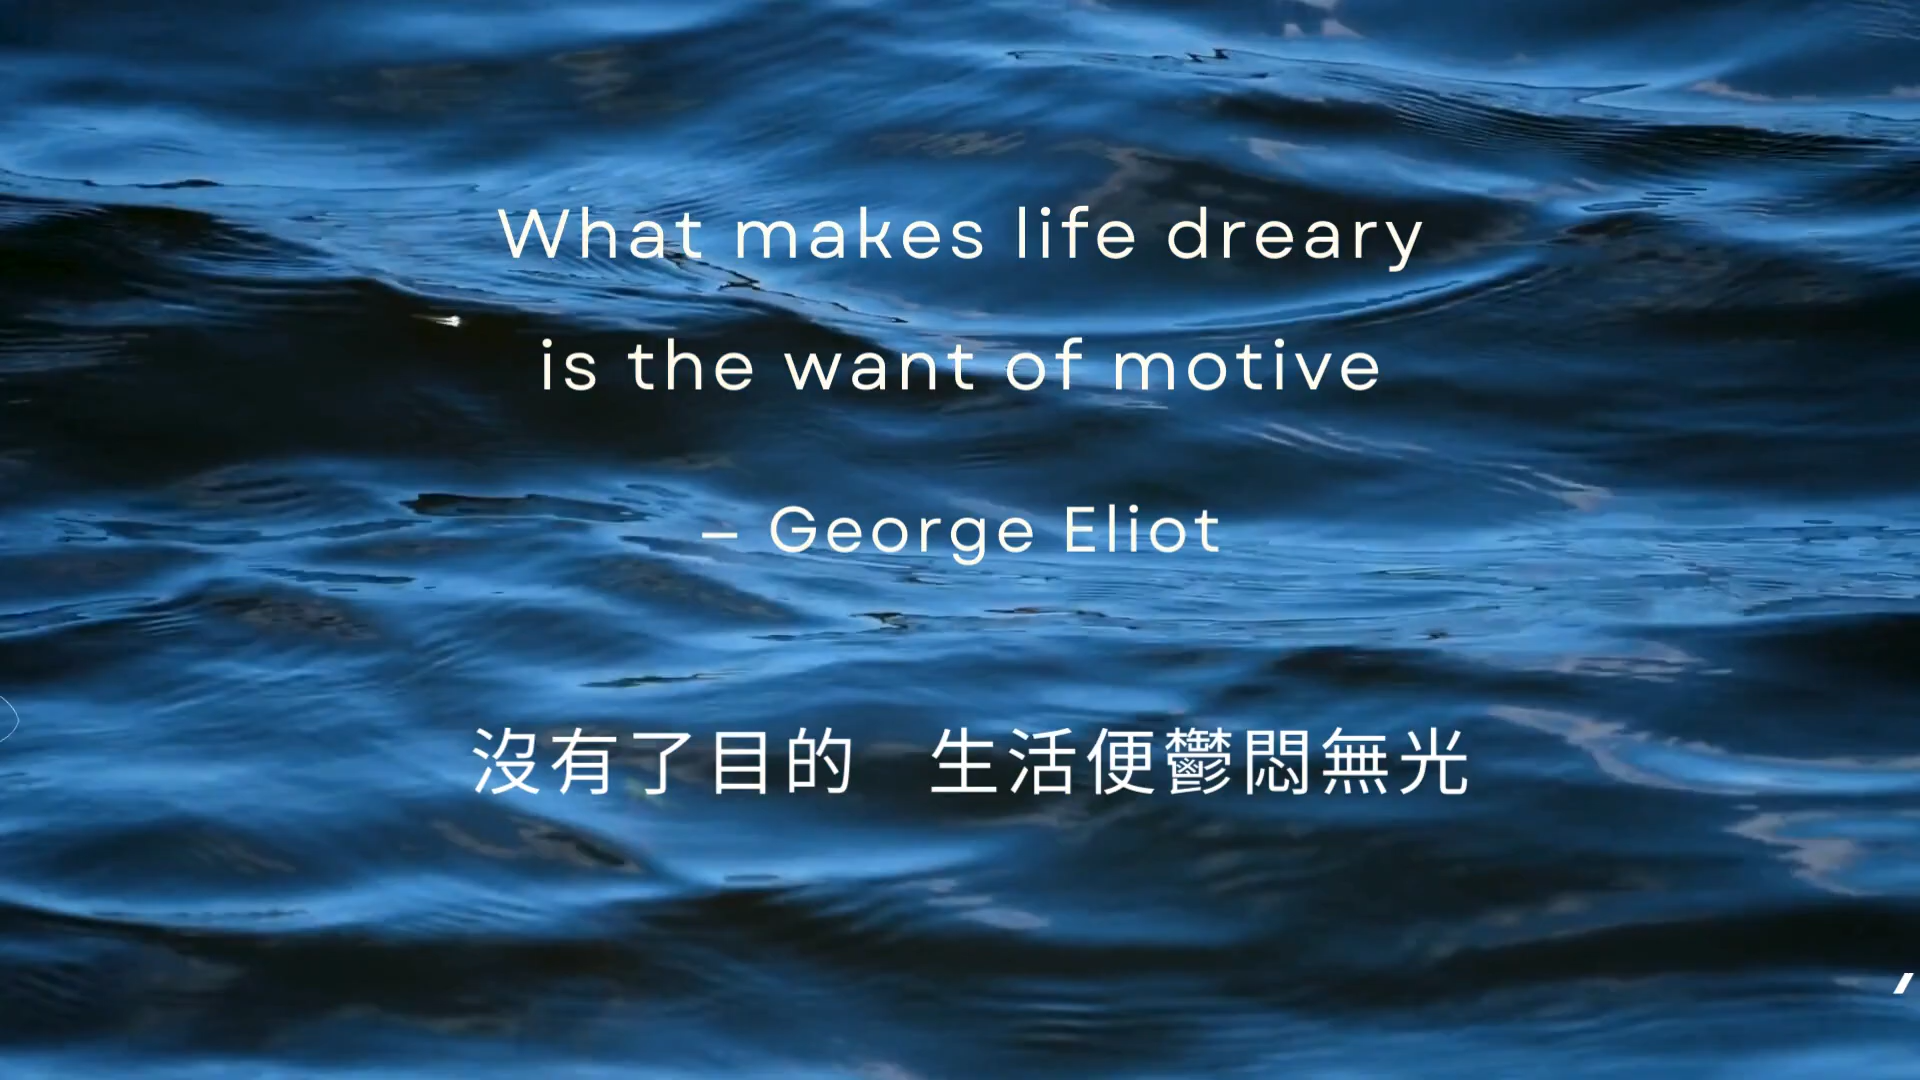 What makes life dreary
is the want of motive
– George Eliot
沒有了目的　生活便鬱悶無光